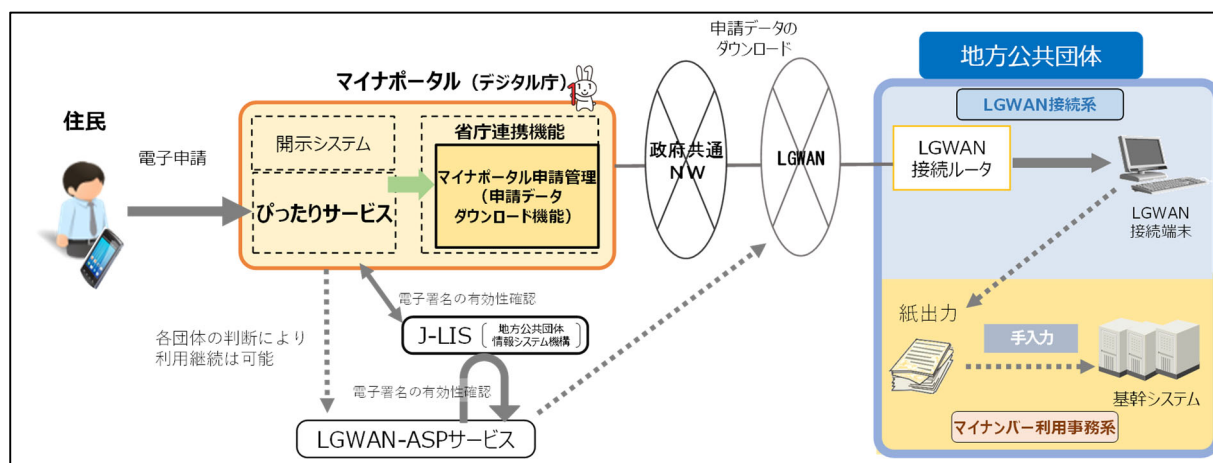 住民
電子申請
マイナポータル（デジタル庁）
1
開示システム
ぴったりサービス
省庁連携機能
マイナポータル申請管理
（申請データ
ダウンロード機能）
政府共通
NW
申請データの
ダウンロード
LGWAN
地方公共団体
LGWAN接続系
LGWAN
接続ルータ
LGWAN
接続端末
紙出力
手入力
基幹システム
マイナンバー利用事務系
各団体の判断により
利用継続は可能
電子署名の有効性確認
J-LIS
地方公共団体
情報システム機構
電子署名の有効性確認
LGWAN-ASPサービス